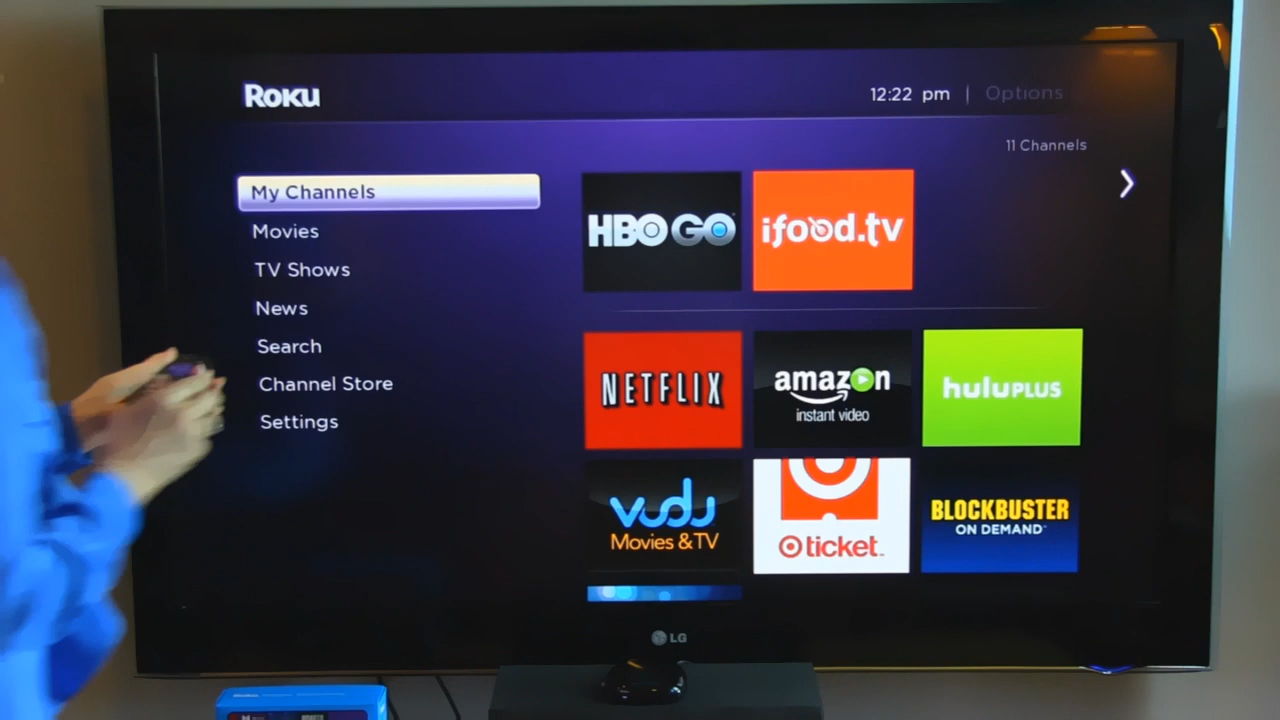 Roku
12:22 pm | Options
11 Channels
My Channels
Movies
TV Shows
News
Search
Channel Store
Settings
HBO GO
ifood.tv
NETFLIX
amazon
instant video
huluPLUS
vudu
Movies & TV
ticket
BLOCKBUSTER
ON DEMAND
LG